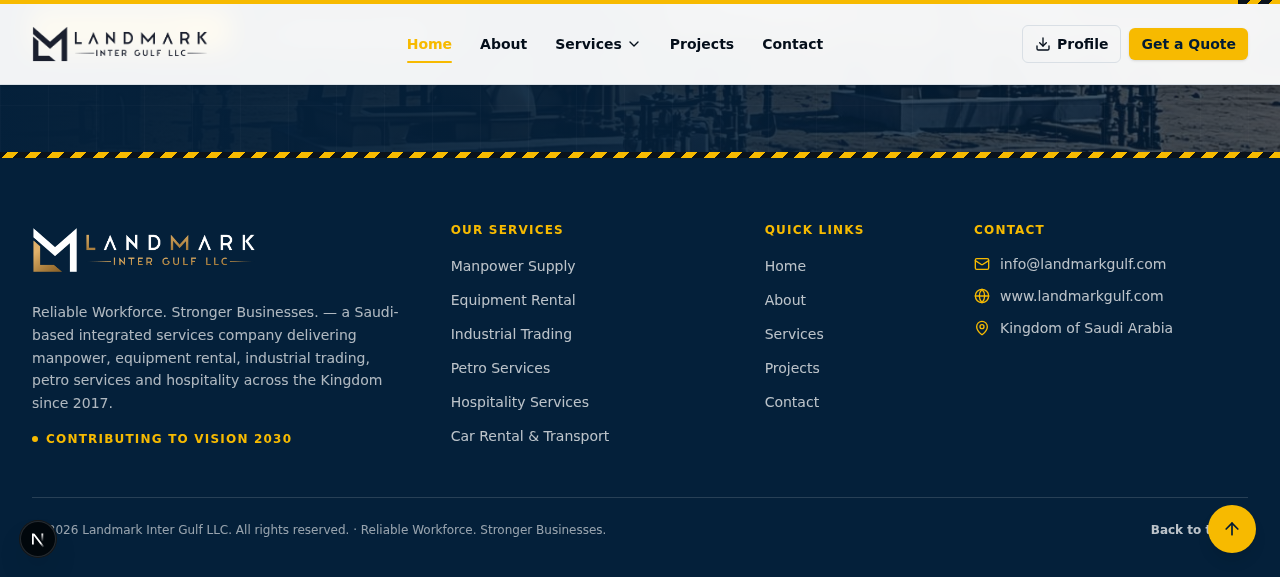 LANDMARK
INTER GULF LLC
Home
About
Services
Projects
Contact
Profile
Get a Quote
LANDMARK
INTER GULF LLC
Reliable Workforce. Stronger Businesses. — a Saudi-
based integrated services company delivering
manpower, equipment rental, industrial trading,
petro services and hospitality across the Kingdom
since 2017.
CONTRIBUTING TO VISION 2030
OUR SERVICES
Manpower Supply
Equipment Rental
Industrial Trading
Petro Services
Hospitality Services
Car Rental & Transport
QUICK LINKS
Home
About
Services
Projects
Contact
CONTACT
info@landmarkgulf.com
www.landmarkgulf.com
Kingdom of Saudi Arabia
2026 Landmark Inter Gulf LLC. All rights reserved. · Reliable Workforce. Stronger Businesses.
Back to
N